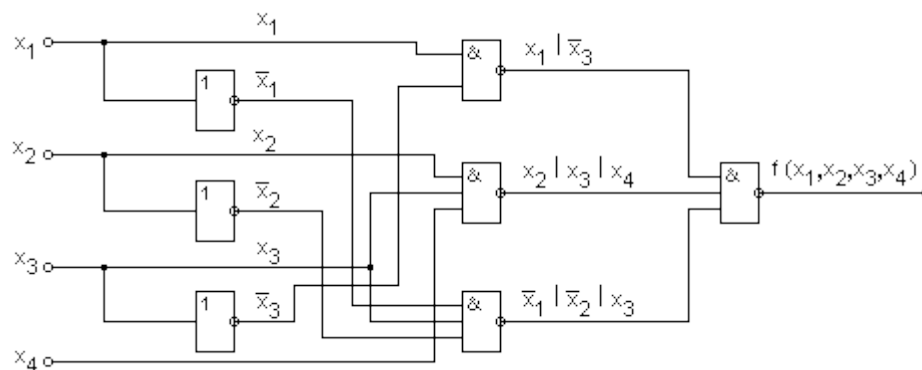 x₁ x₁ & x₁ | x̅₃
1 x̅₁
x₂ x₂ & x₂ | x₃ | x₄ & f(x₁,x₂,x₃,x₄)
1 x̅₂
x₃ x₃ & x̅₁ | x̅₂ | x₃
1 x̅₃
x₄